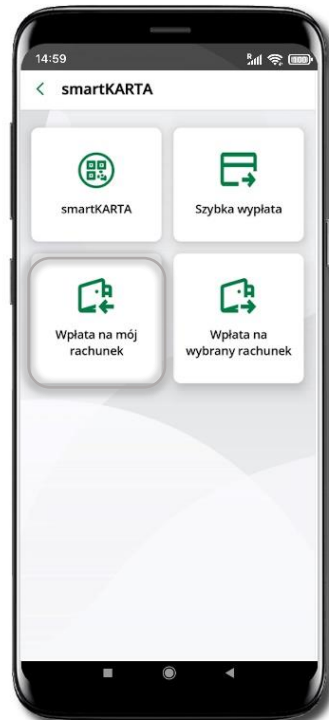 14:59
R
smartKARTA
smartKARTA
Szybka wypłata
Wpłata na mój
rachunek
Wpłata na
wybrany rachunek